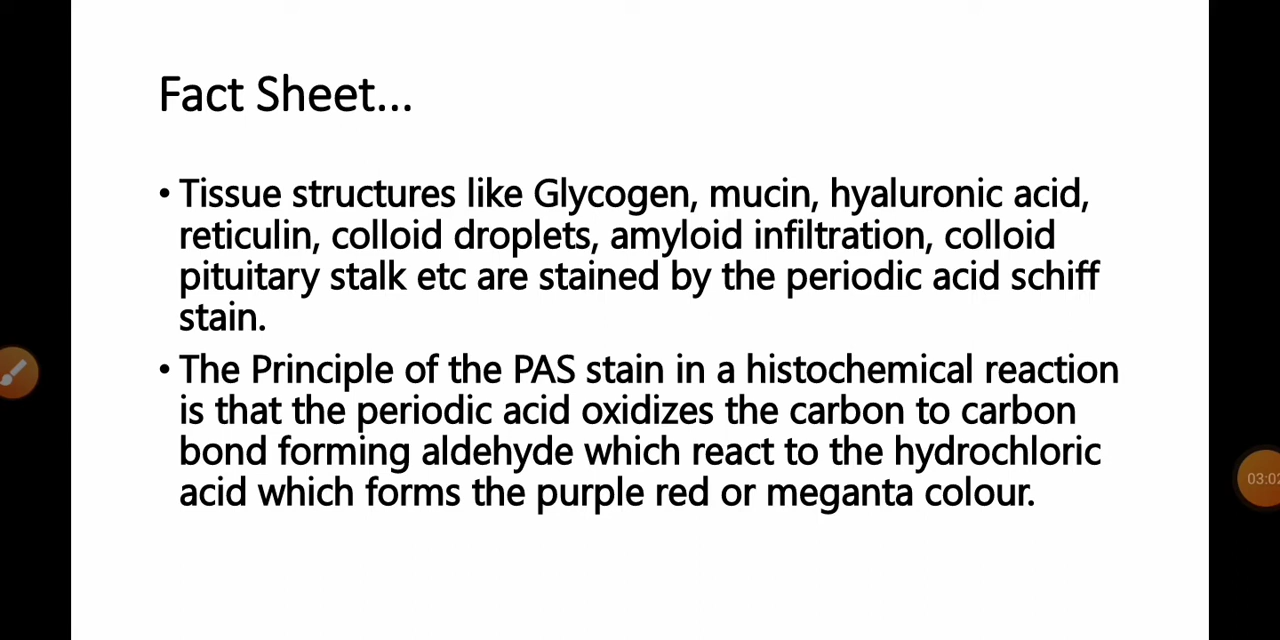 Fact Sheet...
• Tissue structures like Glycogen, mucin, hyaluronic acid,
reticulin, colloid droplets, amyloid infiltration, colloid
pituitary stalk etc are stained by the periodic acid schiff
stain.
• The Principle of the PAS stain in a histochemical reaction
is that the periodic acid oxidizes the carbon to carbon
bond forming aldehyde which react to the hydrochloric
acid which forms the purple red or meganta colour.
03:02